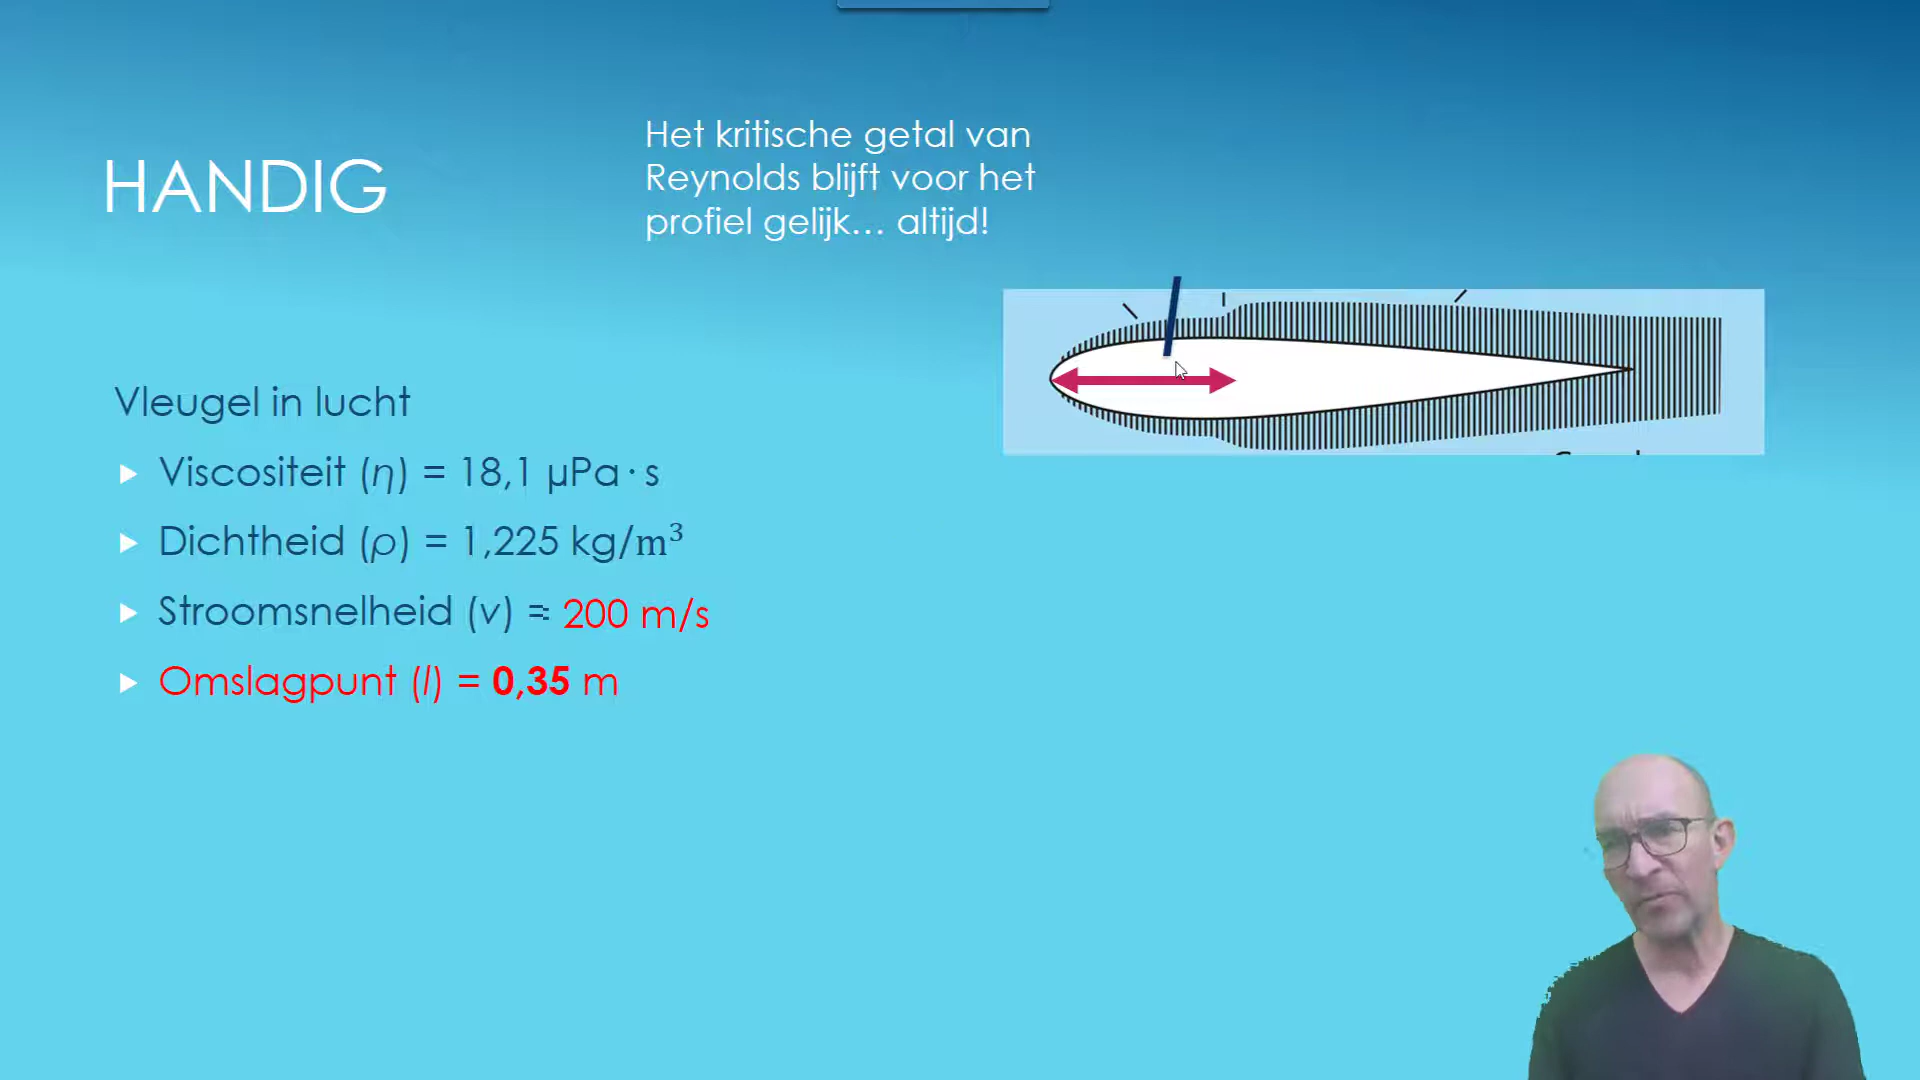 HANDIG
Het kritische getal van
Reynolds blijft voor het
profiel gelijk... altijd!
Vleugel in lucht
Viscositeit (η) = 18,1 µPa · s
Dichtheid (ρ) = 1,225 kg/m³
Stroomsnelheid (v) = 200 m/s
Omslagpunt (l) = 0,35 m